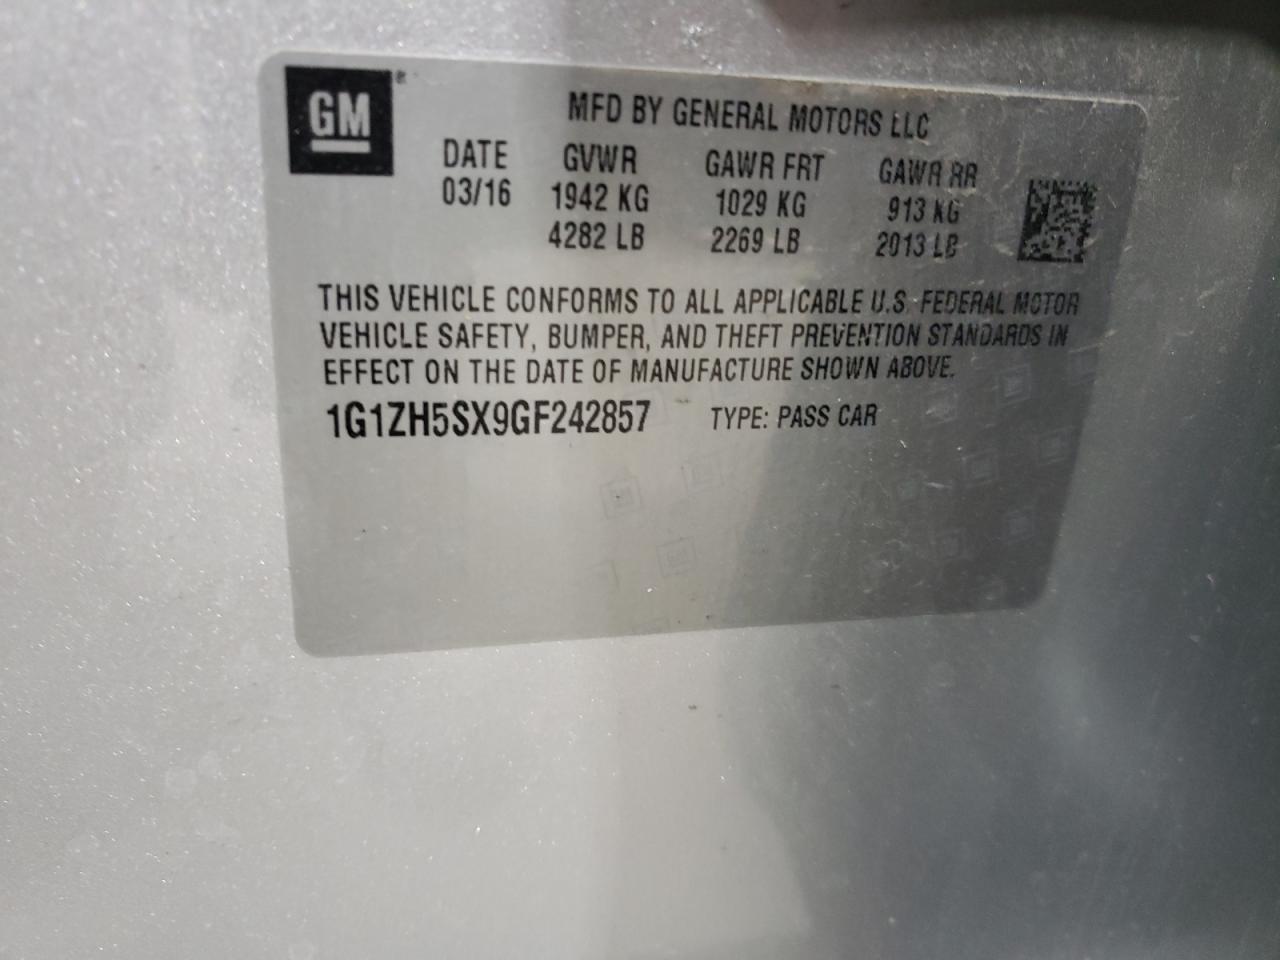 GM
MFD BY GENERAL MOTORS LLC
DATE GVWR GAWR FRT GAWR RR
03/16 1942 KG 1029 KG 913 KG
4282 LB 2269 LB 2013 LB
THIS VEHICLE CONFORMS TO ALL APPLICABLE U.S. FEDERAL MOTOR
VEHICLE SAFETY, BUMPER, AND THEFT PREVENTION STANDARDS IN
EFFECT ON THE DATE OF MANUFACTURE SHOWN ABOVE.
1G1ZH5SX9GF242857 TYPE: PASS CAR